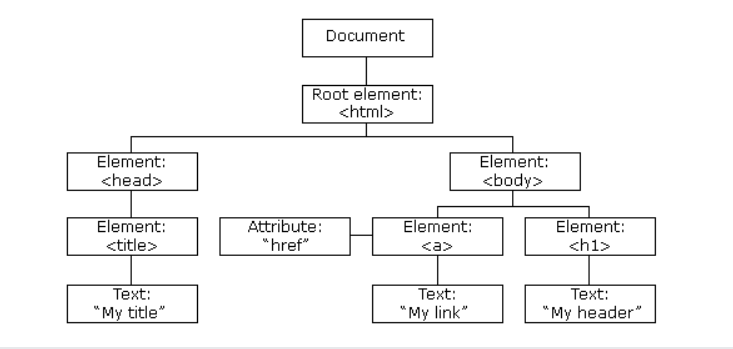 Document
Root element:
<html>
Element:
<head>
Element:
<body>
Element:
<title>
Attribute:
“href”
Element:
<a>
Element:
<h1>
Text:
“My title”
Text:
“My link”
Text:
“My header”